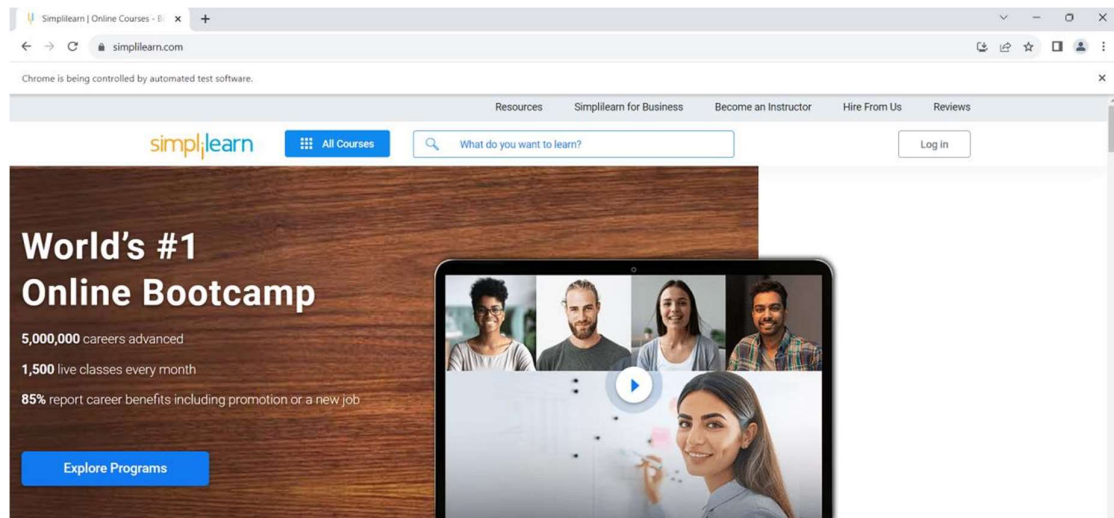 Simplilearn | Online Courses - B
simplilearn.com
Chrome is being controlled by automated test software.
Resources Simplilearn for Business Become an Instructor Hire From Us Reviews
simplilearn All Courses What do you want to learn? Log in
World's #1
Online Bootcamp
5,000,000 careers advanced
1,500 live classes every month
85% report career benefits including promotion or a new job
Explore Programs